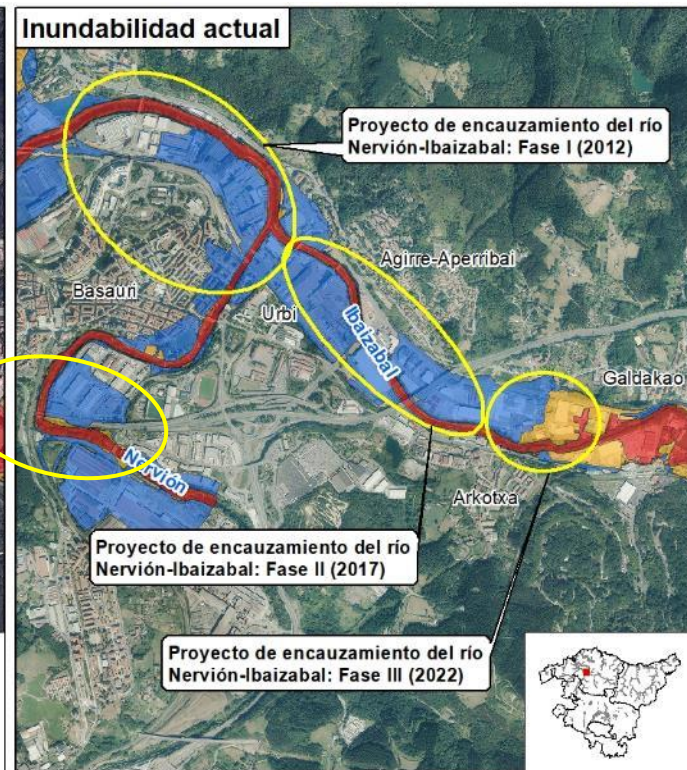 Inundabilidad actual
Proyecto de encauzamiento del río
Nervión-Ibaizabal: Fase I (2012)
Agirre-Aperribai
Basauri
Urbi
Ibaizabal
Galdakao
Nervión
Arkotxa
Proyecto de encauzamiento del río
Nervión-Ibaizabal: Fase II (2017)
Proyecto de encauzamiento del río
Nervión-Ibaizabal: Fase III (2022)